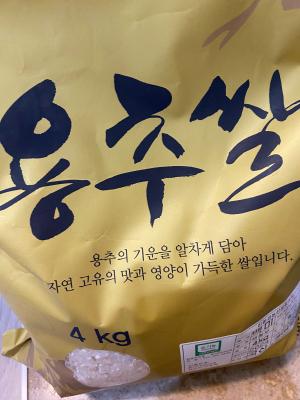 용추쌀
용추의 기운을 알차게 담아
자연 고유의 맛과 영양이 가득한 쌀입니다.
4 kg